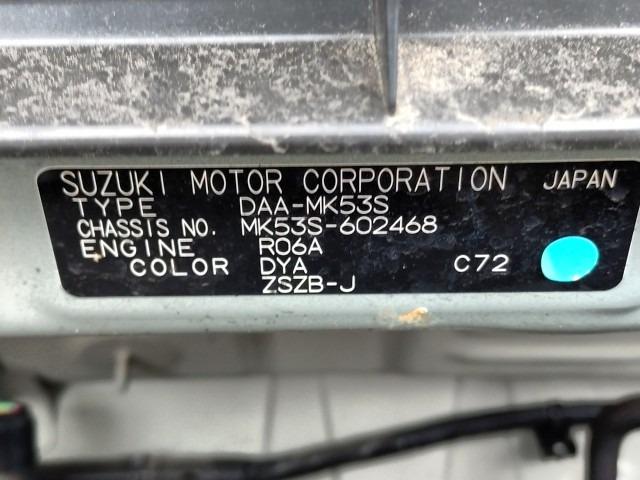 SUZUKI MOTOR CORPORATION JAPAN
TYPE DAA-MK53S
CHASSIS NO. MK53S-602468
ENGINE R06A
COLOR DYA C72
ZSZB-J